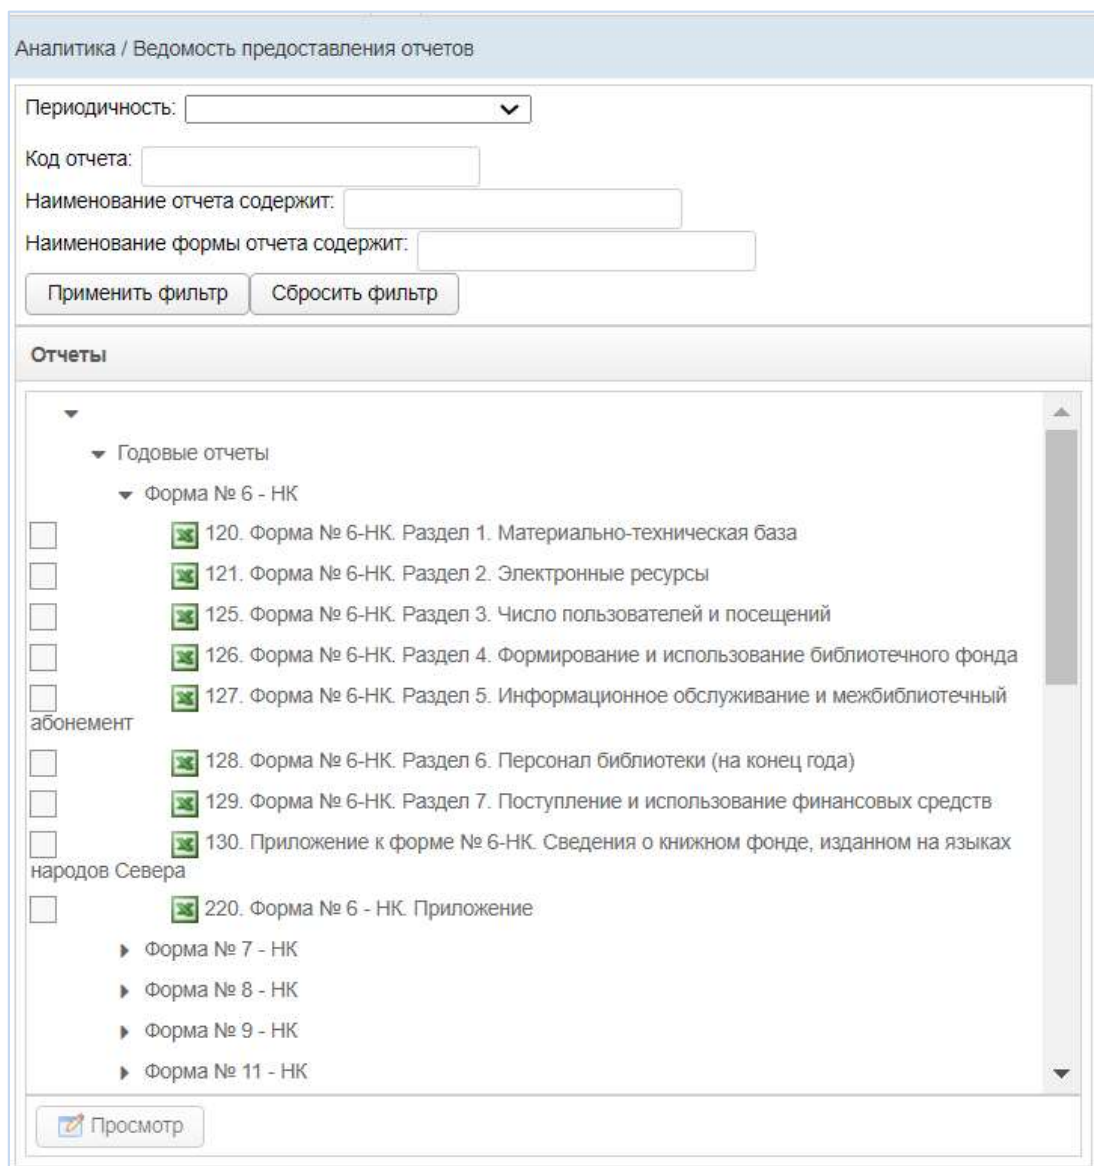 Аналитика / Ведомость предоставления отчетов
Периодичность:
Код отчета:
Наименование отчета содержит:
Наименование формы отчета содержит:
Применить фильтр Сбросить фильтр
Отчеты
Годовые отчеты
Форма № 6 - НК
120. Форма № 6-НК. Раздел 1. Материально-техническая база
121. Форма № 6-НК. Раздел 2. Электронные ресурсы
125. Форма № 6-НК. Раздел 3. Число пользователей и посещений
126. Форма № 6-НК. Раздел 4. Формирование и использование библиотечного фонда
127. Форма № 6-НК. Раздел 5. Информационное обслуживание и межбиблиотечный
абонемент
128. Форма № 6-НК. Раздел 6. Персонал библиотеки (на конец года)
129. Форма № 6-НК. Раздел 7. Поступление и использование финансовых средств
130. Приложение к форме № 6-НК. Сведения о книжном фонде, изданном на языках
народов Севера
220. Форма № 6 - НК. Приложение
Форма № 7 - НК
Форма № 8 - НК
Форма № 9 - НК
Форма № 11 - НК
Просмотр